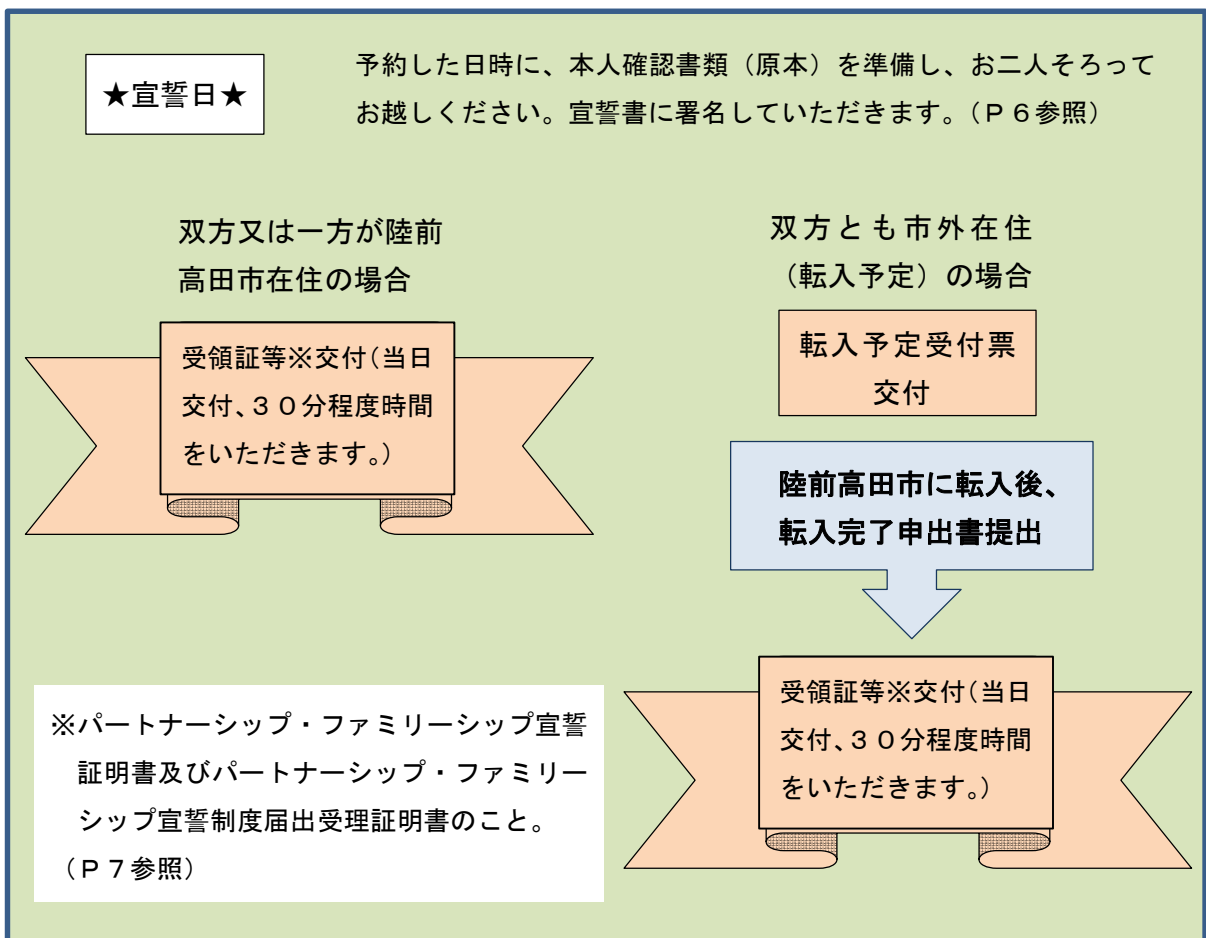 ★宣誓日★
予約した日時に、本人確認書類（原本）を準備し、お二人そろって
お越しください。宣誓書に署名していただきます。（Ｐ６参照）
双方又は一方が陸前
高田市在住の場合
受領証等※交付（当日
交付、３０分程度時間
をいただきます。）
双方とも市外在住
（転入予定）の場合
転入予定受付票
交付
陸前高田市に転入後、
転入完了申出書提出
受領証等※交付（当日
交付、３０分程度時間
をいただきます。）
※パートナーシップ・ファミリーシップ宣誓
証明書及びパートナーシップ・ファミリー
シップ宣誓制度届出受理証明書のこと。
（Ｐ７参照）